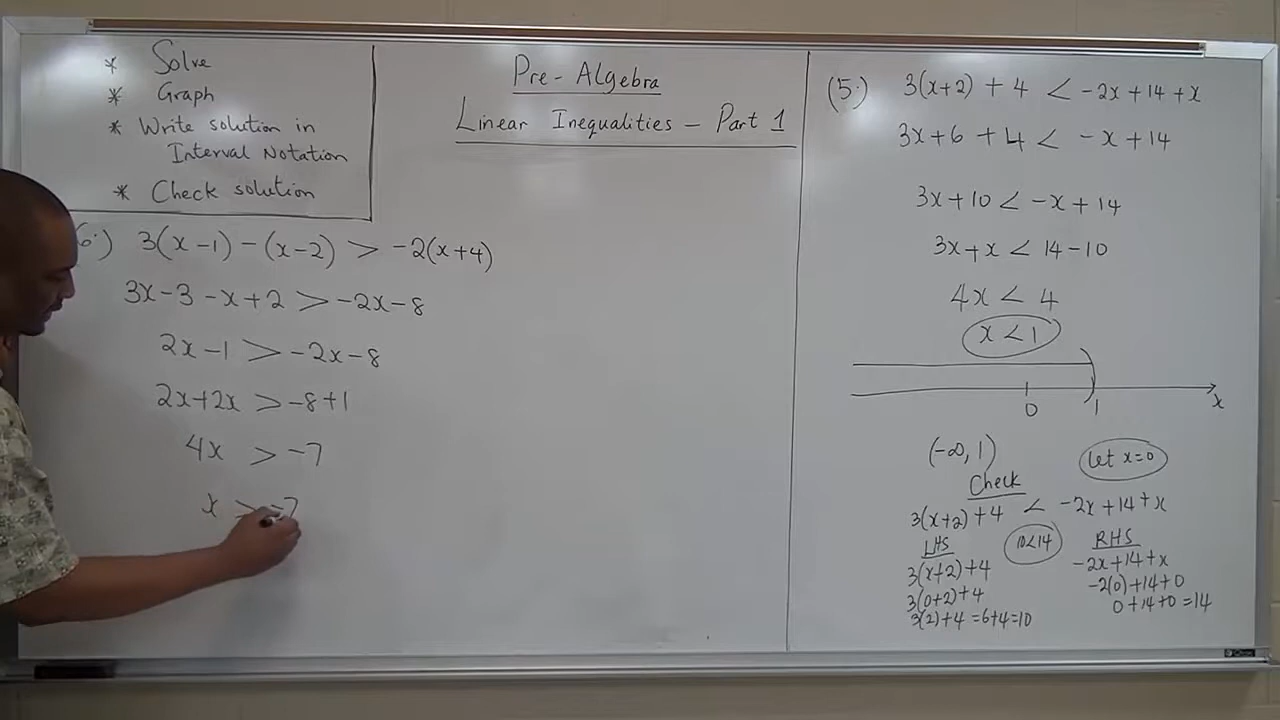 * Solve
* Graph
* Write solution in
Interval Notation
* Check solution
Pre-Algebra
Linear Inequalities - Part 1
6.) 3(x-1) - (x-2) > -2(x+4)
3x-3-x+2 > -2x-8
2x-1 > -2x-8
2x+2x > -8+1
4x > -7
x > -7
(5.) 3(x+2) + 4 < -2x+14+x
3x+6 + 4 < -x+14
3x+10 < -x+14
3x+x < 14-10
4x < 4
x < 1
0 1 x
(-∞, 1) Let x=0
Check
3(x+2)+4 < -2x+14+x
LHS 10<14 RHS
3(x+2)+4 -2x+14+x
3(0+2)+4 -2(0)+14+0
3(2)+4=6+4=10 0+14+0=14